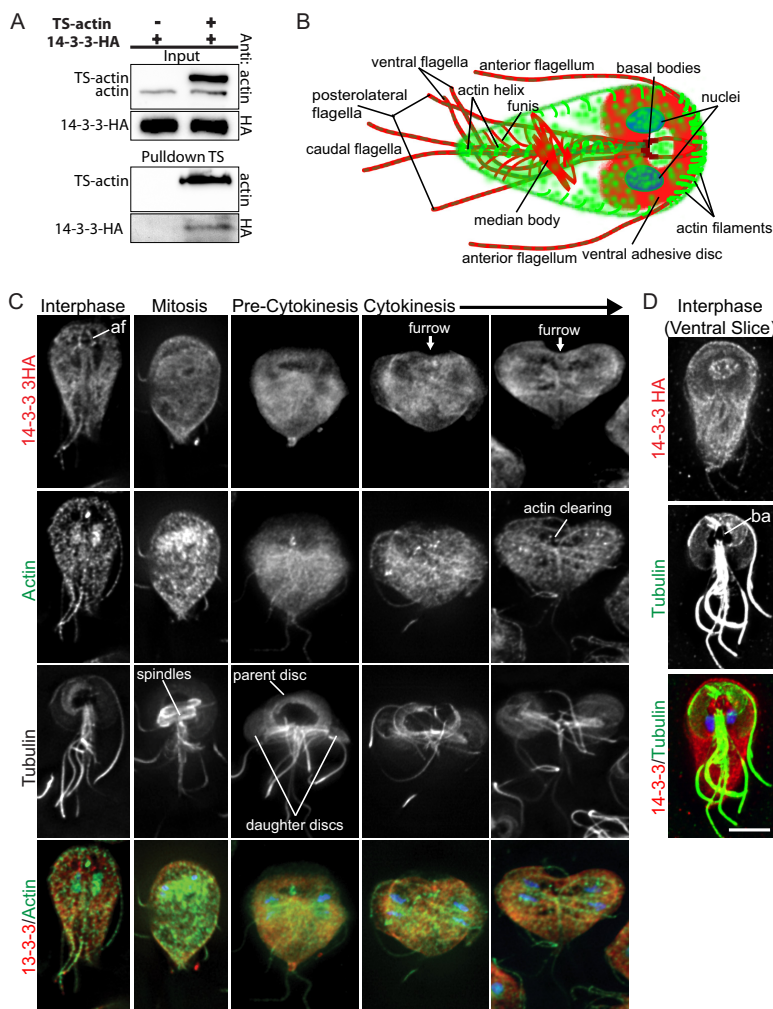 A
TS-actin - +
14-3-3-HA + +
Anti:
Input
TS-actin
actin
actin
14-3-3-HA
HA
Pulldown TS
TS-actin
actin
14-3-3-HA
HA
B
anterior flagellum
basal bodies
ventral flagella
actin helix
funis
nuclei
posterolateral
flagella
caudal flagella
median body
actin filaments
ventral adhesive disc
anterior flagellum
C
Interphase
Mitosis
Pre-Cytokinesis
Cytokinesis
14-3-3 3HA
af
furrow
furrow
Actin
actin clearing
Tubulin
spindles
parent disc
daughter discs
13-3-3/Actin
D
Interphase
(Ventral Slice)
14-3-3 HA
Tubulin
ba
14-3-3/Tubulin